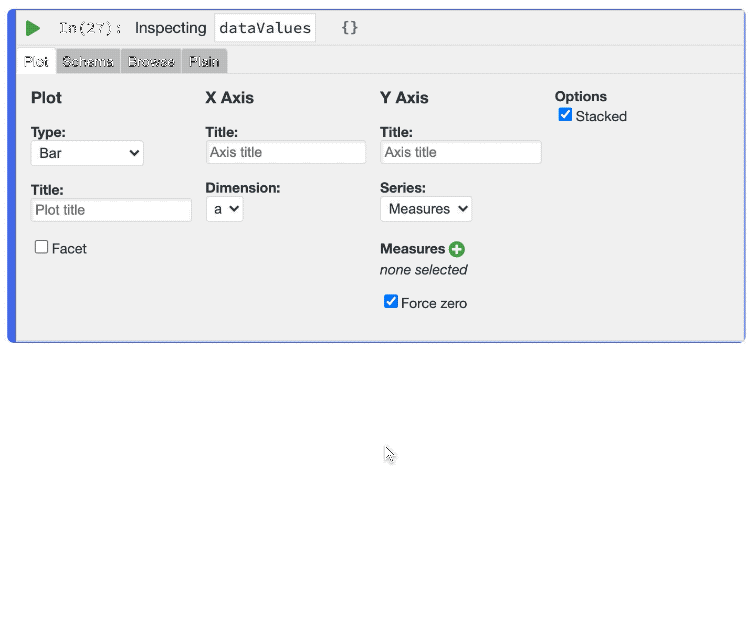 In(27): Inspecting dataValues {}
Plot Schema Browse Plain
Plot X Axis Y Axis Options
Stacked
Type: Title: Title:
Bar Axis title Axis title
Title: Dimension: Series:
Plot title a Measures
Facet Measures
none selected
Force zero